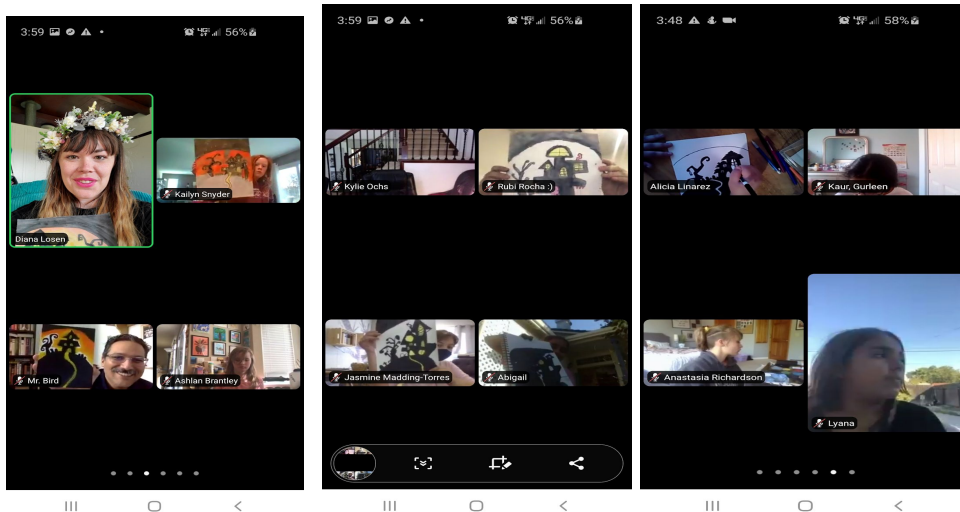 3:59 56%
Diana Losen
Kailyn Snyder
Mr. Bird
Ashlan Brantley
3:59 56%
Kylie Ochs
Rubi Rocha :)
Jasmine Madding-Torres
Abigail
3:48 58%
Alicia Linarez
Kaur, Gurleen
Anastasia Richardson
Lyana